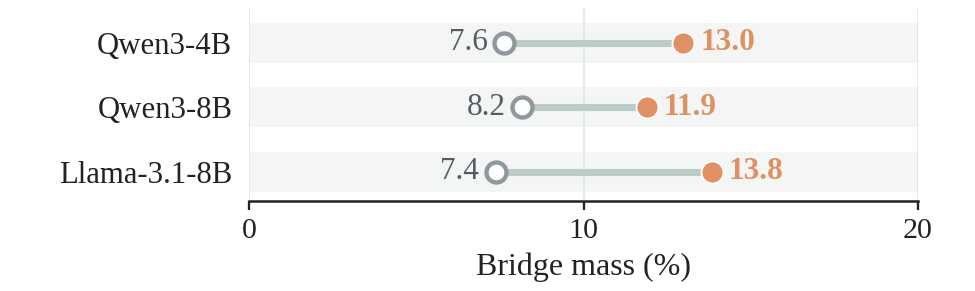 Qwen3-4B 7.6 13.0
Qwen3-8B 8.2 11.9
Llama-3.1-8B 7.4 13.8
0 10 20
Bridge mass (%)